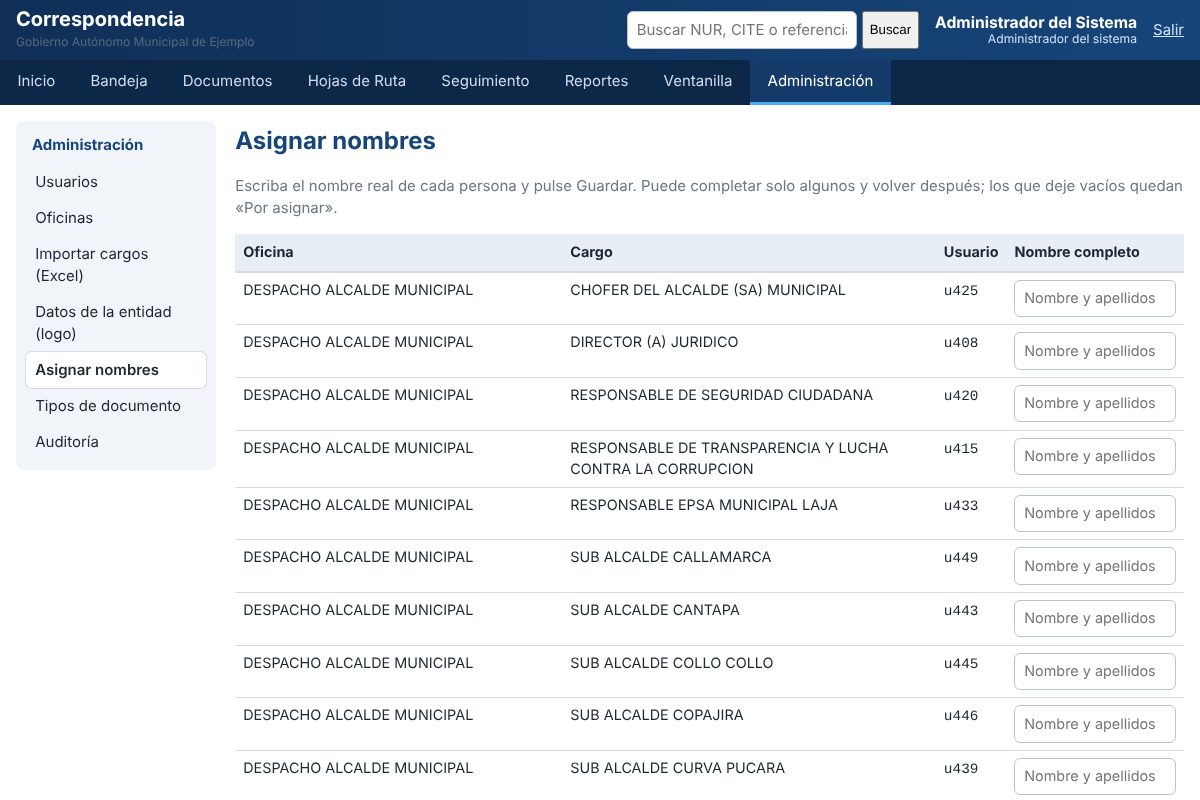 Correspondencia
Gobierno Autónomo Municipal de Ejemplo
Buscar NUR, CITE o referencia
Buscar
Administrador del Sistema
Administrador del sistema
Salir
Inicio Bandeja Documentos Hojas de Ruta Seguimiento Reportes Ventanilla Administración
Administración
Usuarios
Oficinas
Importar cargos
(Excel)
Datos de la entidad
(logo)
Asignar nombres
Tipos de documento
Auditoría
Asignar nombres
Escriba el nombre real de cada persona y pulse Guardar. Puede completar solo algunos y volver después; los que deje vacíos quedan
«Por asignar».
Oficina Cargo Usuario Nombre completo
DESPACHO ALCALDE MUNICIPAL CHOFER DEL ALCALDE (SA) MUNICIPAL u425 Nombre y apellidos
DESPACHO ALCALDE MUNICIPAL DIRECTOR (A) JURIDICO u408 Nombre y apellidos
DESPACHO ALCALDE MUNICIPAL RESPONSABLE DE SEGURIDAD CIUDADANA u420 Nombre y apellidos
DESPACHO ALCALDE MUNICIPAL RESPONSABLE DE TRANSPARENCIA Y LUCHA u415 Nombre y apellidos
CONTRA LA CORRUPCION
DESPACHO ALCALDE MUNICIPAL RESPONSABLE EPSA MUNICIPAL LAJA u433 Nombre y apellidos
DESPACHO ALCALDE MUNICIPAL SUB ALCALDE CALLAMARCA u449 Nombre y apellidos
DESPACHO ALCALDE MUNICIPAL SUB ALCALDE CANTAPA u443 Nombre y apellidos
DESPACHO ALCALDE MUNICIPAL SUB ALCALDE COLLO COLLO u445 Nombre y apellidos
DESPACHO ALCALDE MUNICIPAL SUB ALCALDE COPAJIRA u446 Nombre y apellidos
DESPACHO ALCALDE MUNICIPAL SUB ALCALDE CURVA PUCARA u439 Nombre y apellidos